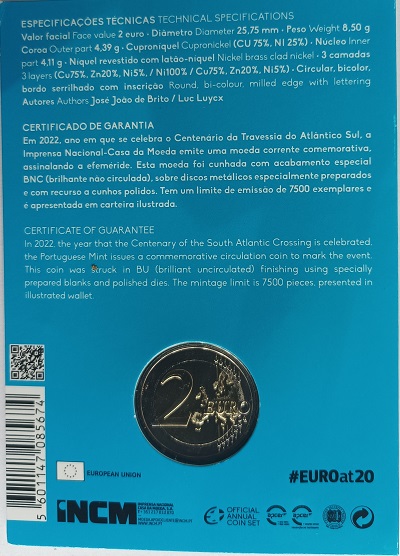 ESPECIFICAÇÕES TÉCNICAS TECHNICAL SPECIFICATIONS
Valor facial Face value 2 euro • Diâmetro Diameter 25,75 mm • Peso Weight 8,50 g
Coroa Outer part 4,39 g • Cuproníquel Cupronickel (CU 75%, NI 25%) • Núcleo Inner
part 4,11 g • Níquel revestido com latão-níquel Nickel brass clad nickel • 3 camadas
3 layers (Cu75%, Zn20%, Ni5%, / Ni100% / Cu75%, Zn20%, Ni5%) • Circular, bicolor,
bordo serrilhado com inscrição Round, bi-colour, milled edge with lettering
Autores Authors José João de Brito / Luc Luycx
CERTIFICADO DE GARANTIA
Em 2022, ano em que se celebra o Centenário da Travessia do Atlântico Sul, a
Imprensa Nacional-Casa da Moeda emite uma moeda corrente comemorativa,
assinalando a efeméride. Esta moeda foi cunhada com acabamento especial
BNC (brilhante não circulada), sobre discos metálicos especialmente preparados
e com recurso a cunhos polidos. Tem um limite de emissão de 7500 exemplares e
é apresentada em carteira ilustrada.
CERTIFICATE OF GUARANTEE
In 2022, the year that the Centenary of the South Atlantic Crossing is celebrated,
the Portuguese Mint issues a commemorative circulation coin to mark the event.
This coin was struck in BU (brilliant uncirculated) finishing using specially
prepared blanks and polished dies. The mintage limit is 7500 pieces, presented in
illustrated wallet.
2 EURO
5 601147 085674
EUROPEAN UNION
#EUROat20
INCM
IMPRENSA NACIONAL
CASA DA MOEDA, S.A.
WWW.INCM.PT
OFFICIAL
ANNUAL
COIN SET
apcer
apcer